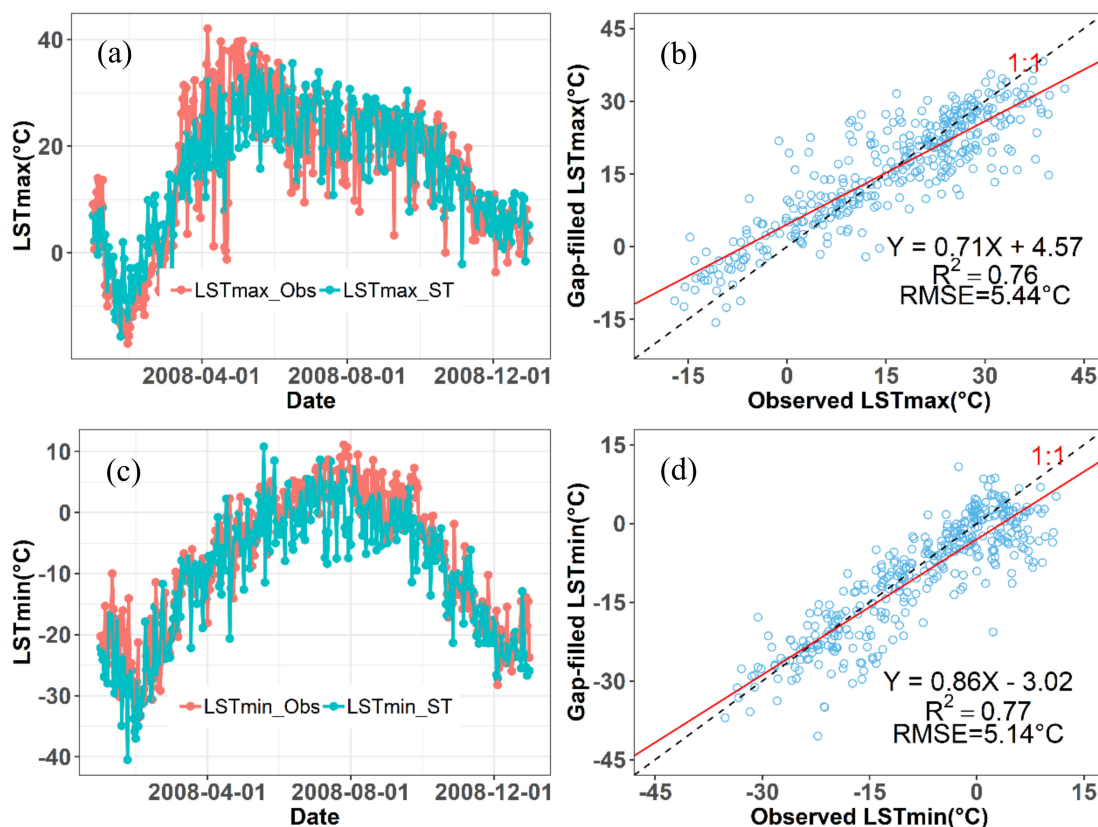 (a)
LSTmax(°C)
40
20
0
LSTmax_Obs LSTmax_ST
2008-04-01 2008-08-01 2008-12-01
Date
(b)
Gap-filled LSTmax(°C)
45
30
15
0
-15
1:1
Y = 0.71X + 4.57
R² = 0.76
RMSE=5.44°C
-15 0 15 30 45
Observed LSTmax(°C)
(c)
LSTmin(°C)
10
0
-10
-20
-30
-40
LSTmin_Obs LSTmin_ST
2008-04-01 2008-08-01 2008-12-01
Date
(d)
Gap-filled LSTmin(°C)
15
0
-15
-30
-45
1:1
Y = 0.86X - 3.02
R² = 0.77
RMSE=5.14°C
-45 -30 -15 0 15
Observed LSTmin(°C)